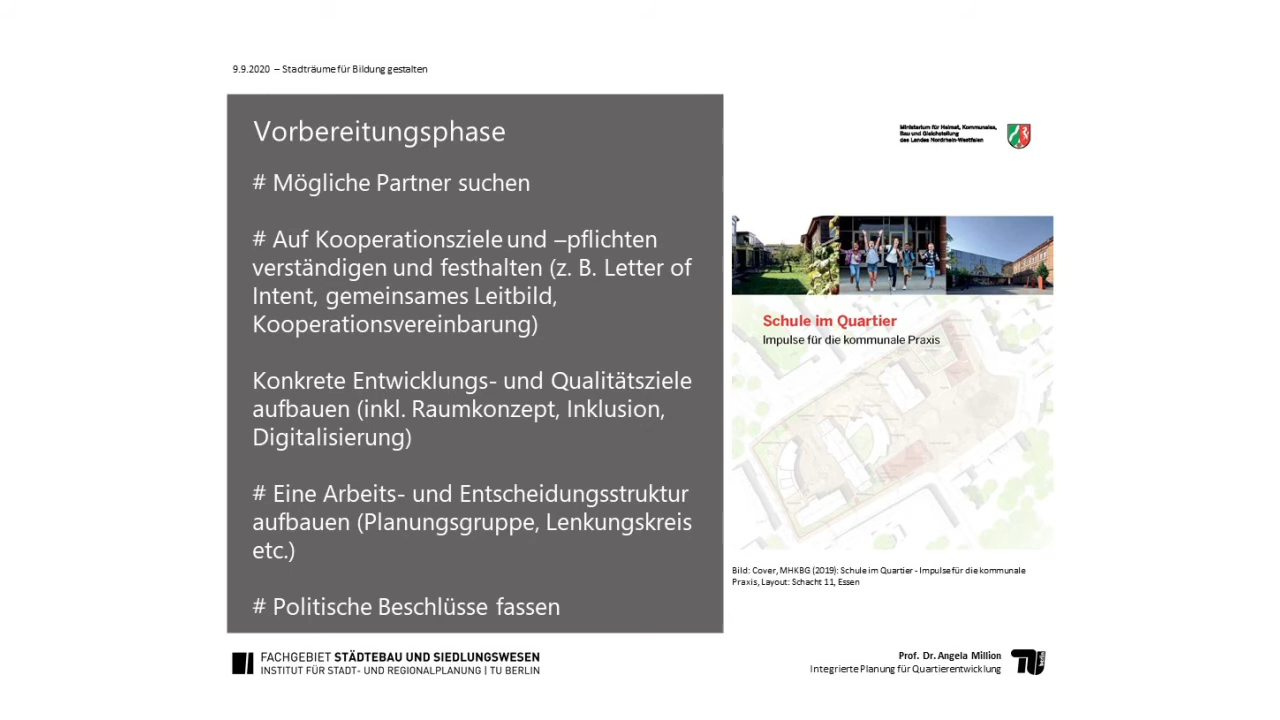 9.9.2020 – Stadträume für Bildung gestalten
Vorbereitungsphase
# Mögliche Partner suchen
# Auf Kooperationsziele und –pflichten
verständigen und festhalten (z. B. Letter of
Intent, gemeinsames Leitbild,
Kooperationsvereinbarung)
Konkrete Entwicklungs- und Qualitätsziele
aufbauen (inkl. Raumkonzept, Inklusion,
Digitalisierung)
# Eine Arbeits- und Entscheidungsstruktur
aufbauen (Planungsgruppe, Lenkungskreis
etc.)
# Politische Beschlüsse fassen
Ministerium für Heimat, Kommunales,
Bau und Gleichstellung
des Landes Nordrhein-Westfalen
Schule im Quartier
Impulse für die kommunale Praxis
Bild: Cover, MHKBG (2019): Schule im Quartier - Impulse für die kommunale
Praxis, Layout: Schacht 11, Essen
FACHGEBIET STÄDTEBAU UND SIEDLUNGSWESEN
INSTITUT FÜR STADT- UND REGIONALPLANUNG | TU BERLIN
Prof. Dr. Angela Million
Integrierte Planung für Quartierentwicklung